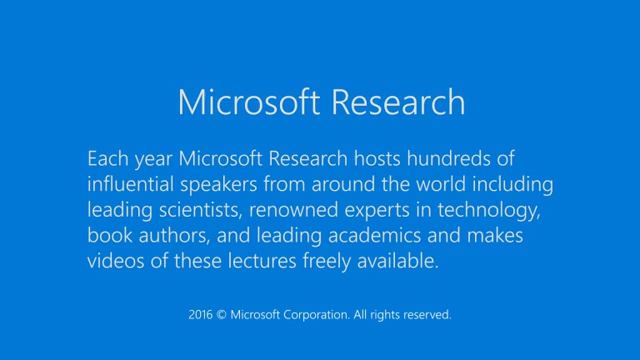 Microsoft Research
Each year Microsoft Research hosts hundreds of
influential speakers from around the world including
leading scientists, renowned experts in technology,
book authors, and leading academics and makes
videos of these lectures freely available.
2016 © Microsoft Corporation. All rights reserved.